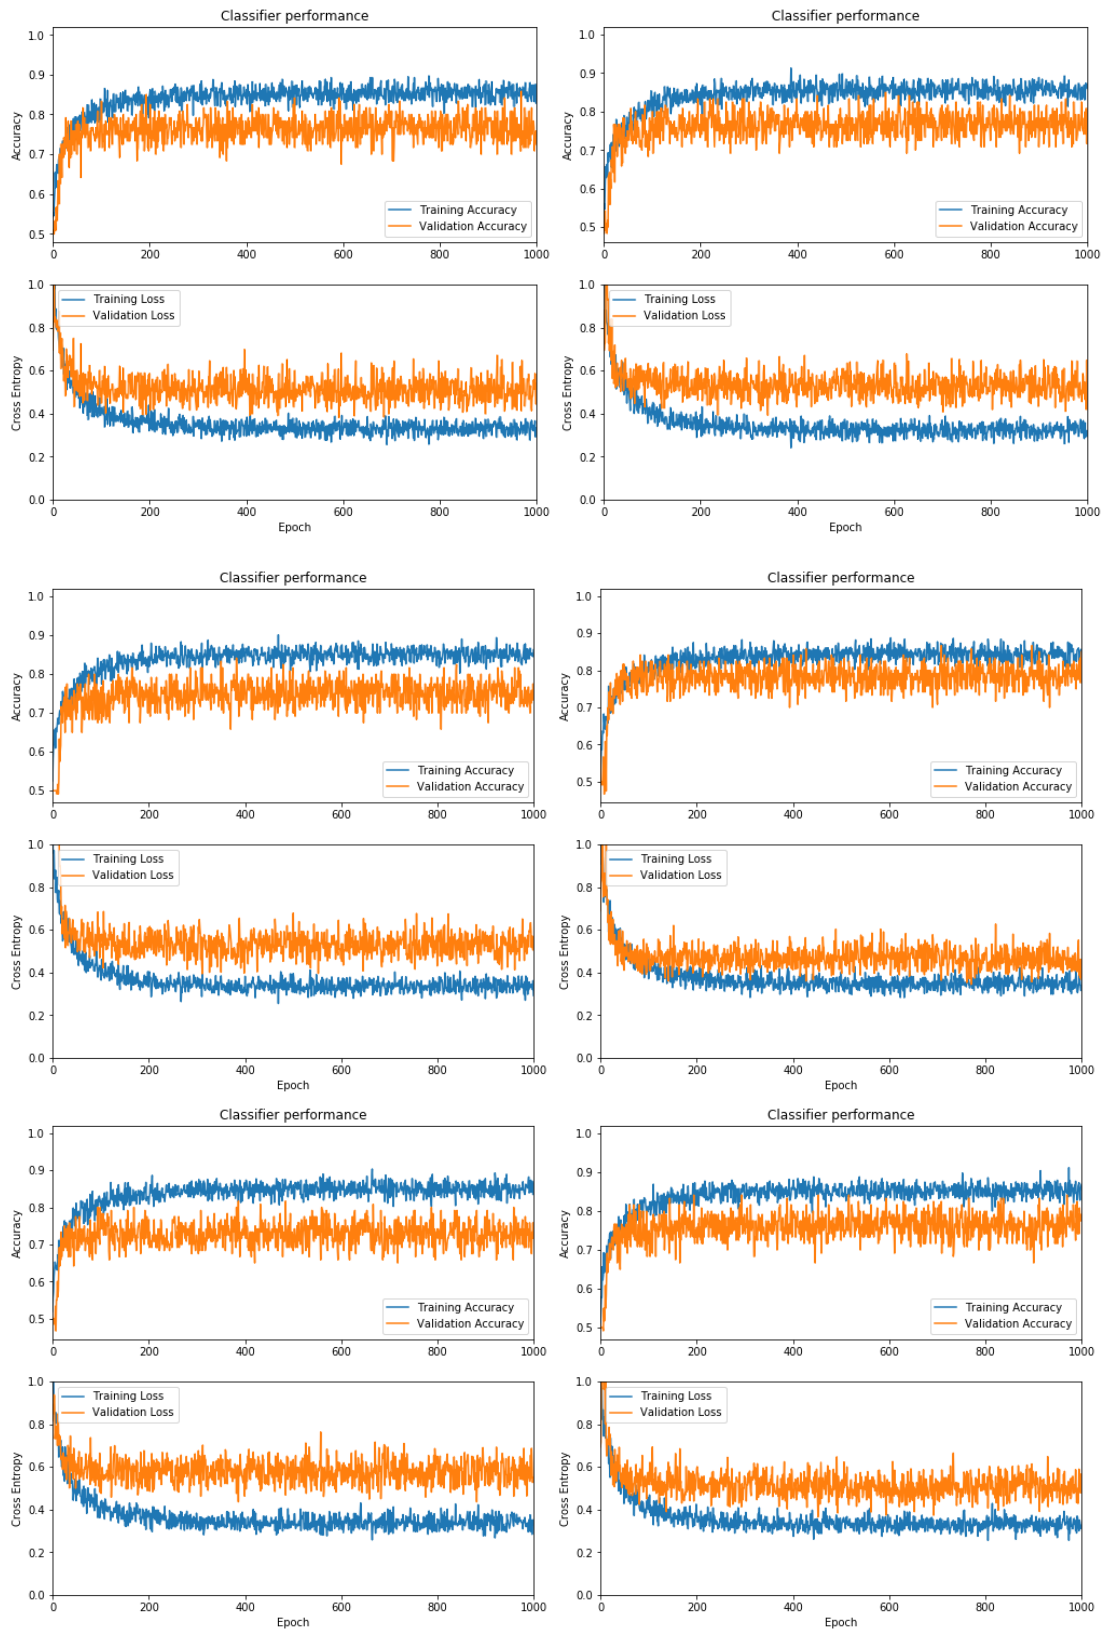 Classifier performance
1.0
0.9
0.8
0.7
0.6
0.5
Accuracy
Training Accuracy
Validation Accuracy
0 200 400 600 800 1000
1.0
0.8
0.6
0.4
0.2
0.0
Cross Entropy
Training Loss
Validation Loss
0 200 400 600 800 1000
Epoch
Classifier performance
1.0
0.9
0.8
0.7
0.6
0.5
Accuracy
Training Accuracy
Validation Accuracy
0 200 400 600 800 1000
1.0
0.8
0.6
0.4
0.2
0.0
Cross Entropy
Training Loss
Validation Loss
0 200 400 600 800 1000
Epoch
Classifier performance
1.0
0.9
0.8
0.7
0.6
0.5
Accuracy
Training Accuracy
Validation Accuracy
0 200 400 600 800 1000
1.0
0.8
0.6
0.4
0.2
0.0
Cross Entropy
Training Loss
Validation Loss
0 200 400 600 800 1000
Epoch
Classifier performance
1.0
0.9
0.8
0.7
0.6
0.5
Accuracy
Training Accuracy
Validation Accuracy
0 200 400 600 800 1000
1.0
0.8
0.6
0.4
0.2
0.0
Cross Entropy
Training Loss
Validation Loss
0 200 400 600 800 1000
Epoch
Classifier performance
1.0
0.9
0.8
0.7
0.6
0.5
Accuracy
Training Accuracy
Validation Accuracy
0 200 400 600 800 1000
1.0
0.8
0.6
0.4
0.2
0.0
Cross Entropy
Training Loss
Validation Loss
0 200 400 600 800 1000
Epoch
Classifier performance
1.0
0.9
0.8
0.7
0.6
0.5
Accuracy
Training Accuracy
Validation Accuracy
0 200 400 600 800 1000
1.0
0.8
0.6
0.4
0.2
0.0
Cross Entropy
Training Loss
Validation Loss
0 200 400 600 800 1000
Epoch